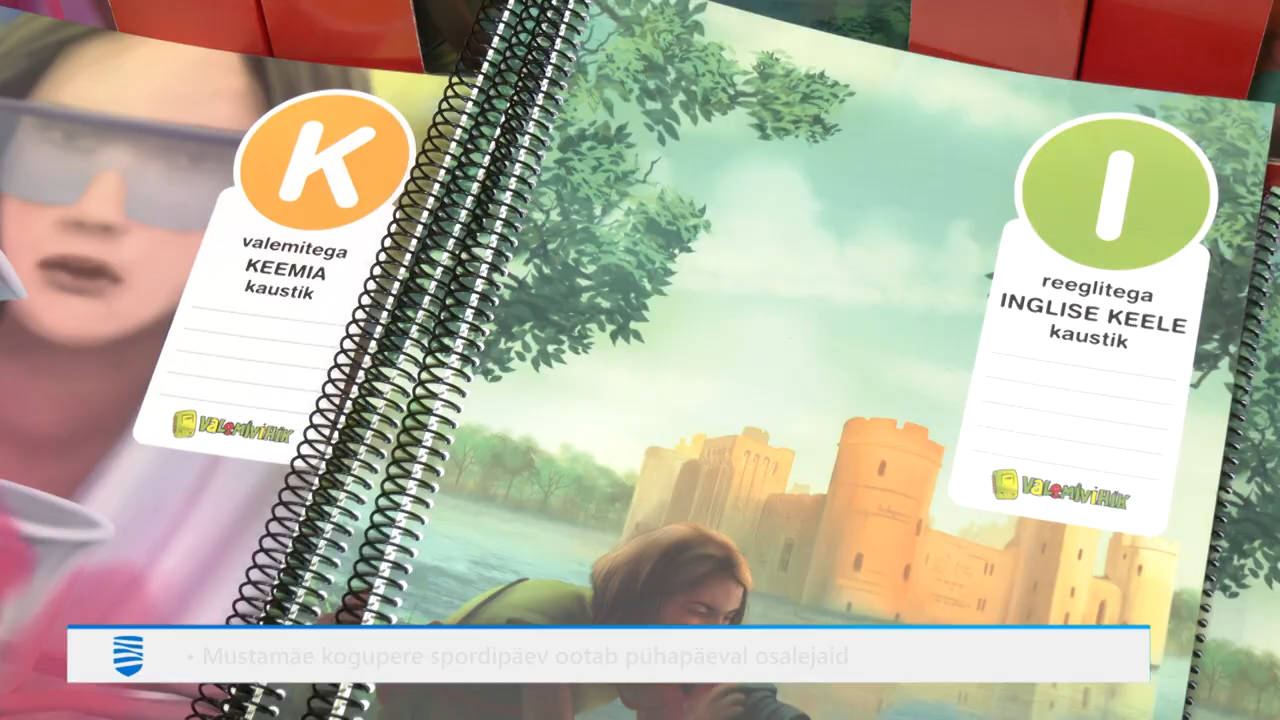 K
valemitega
KEEMIA
kaustik
VALEMIVIHIK
I
reeglitega
INGLISE KEELE
kaustik
VALEMIVIHIK
• Mustamäe kogupere spordipäev ootab pühapäeval osalejaid